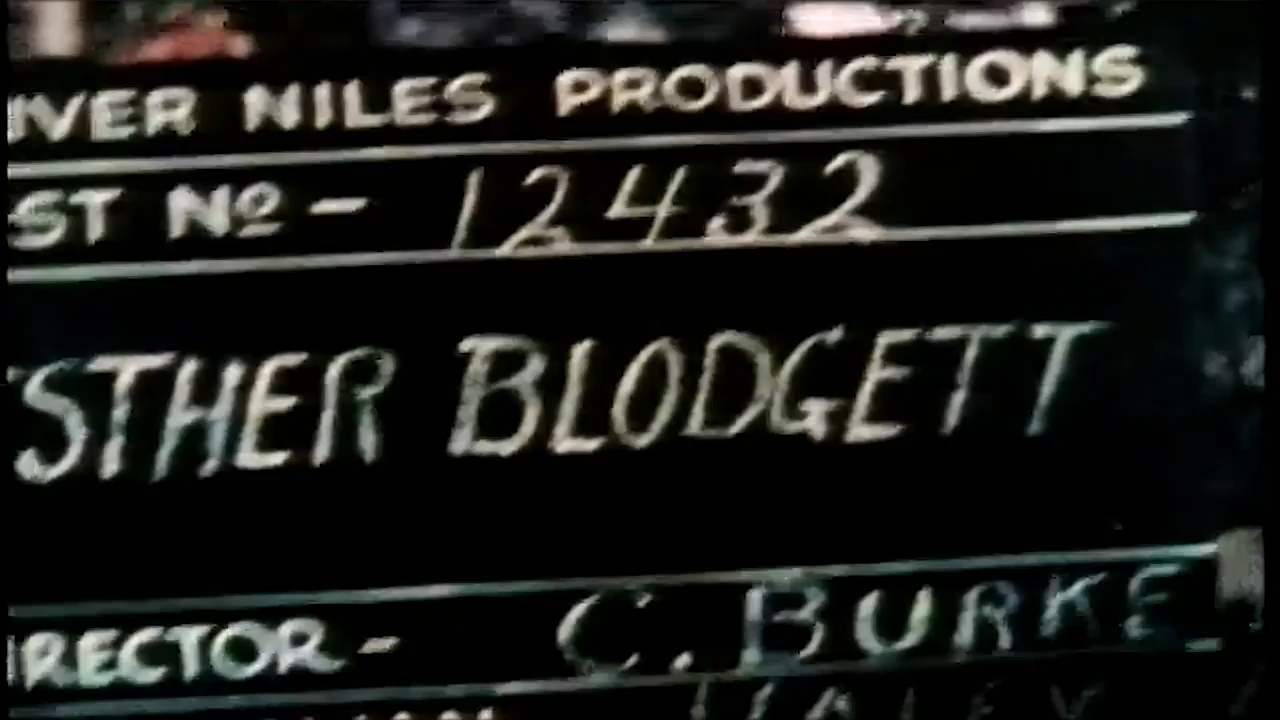 IVER NILES PRODUCTIONS
ST No - 12432
STHER BLODGETT
IRECTOR - C. BURKE